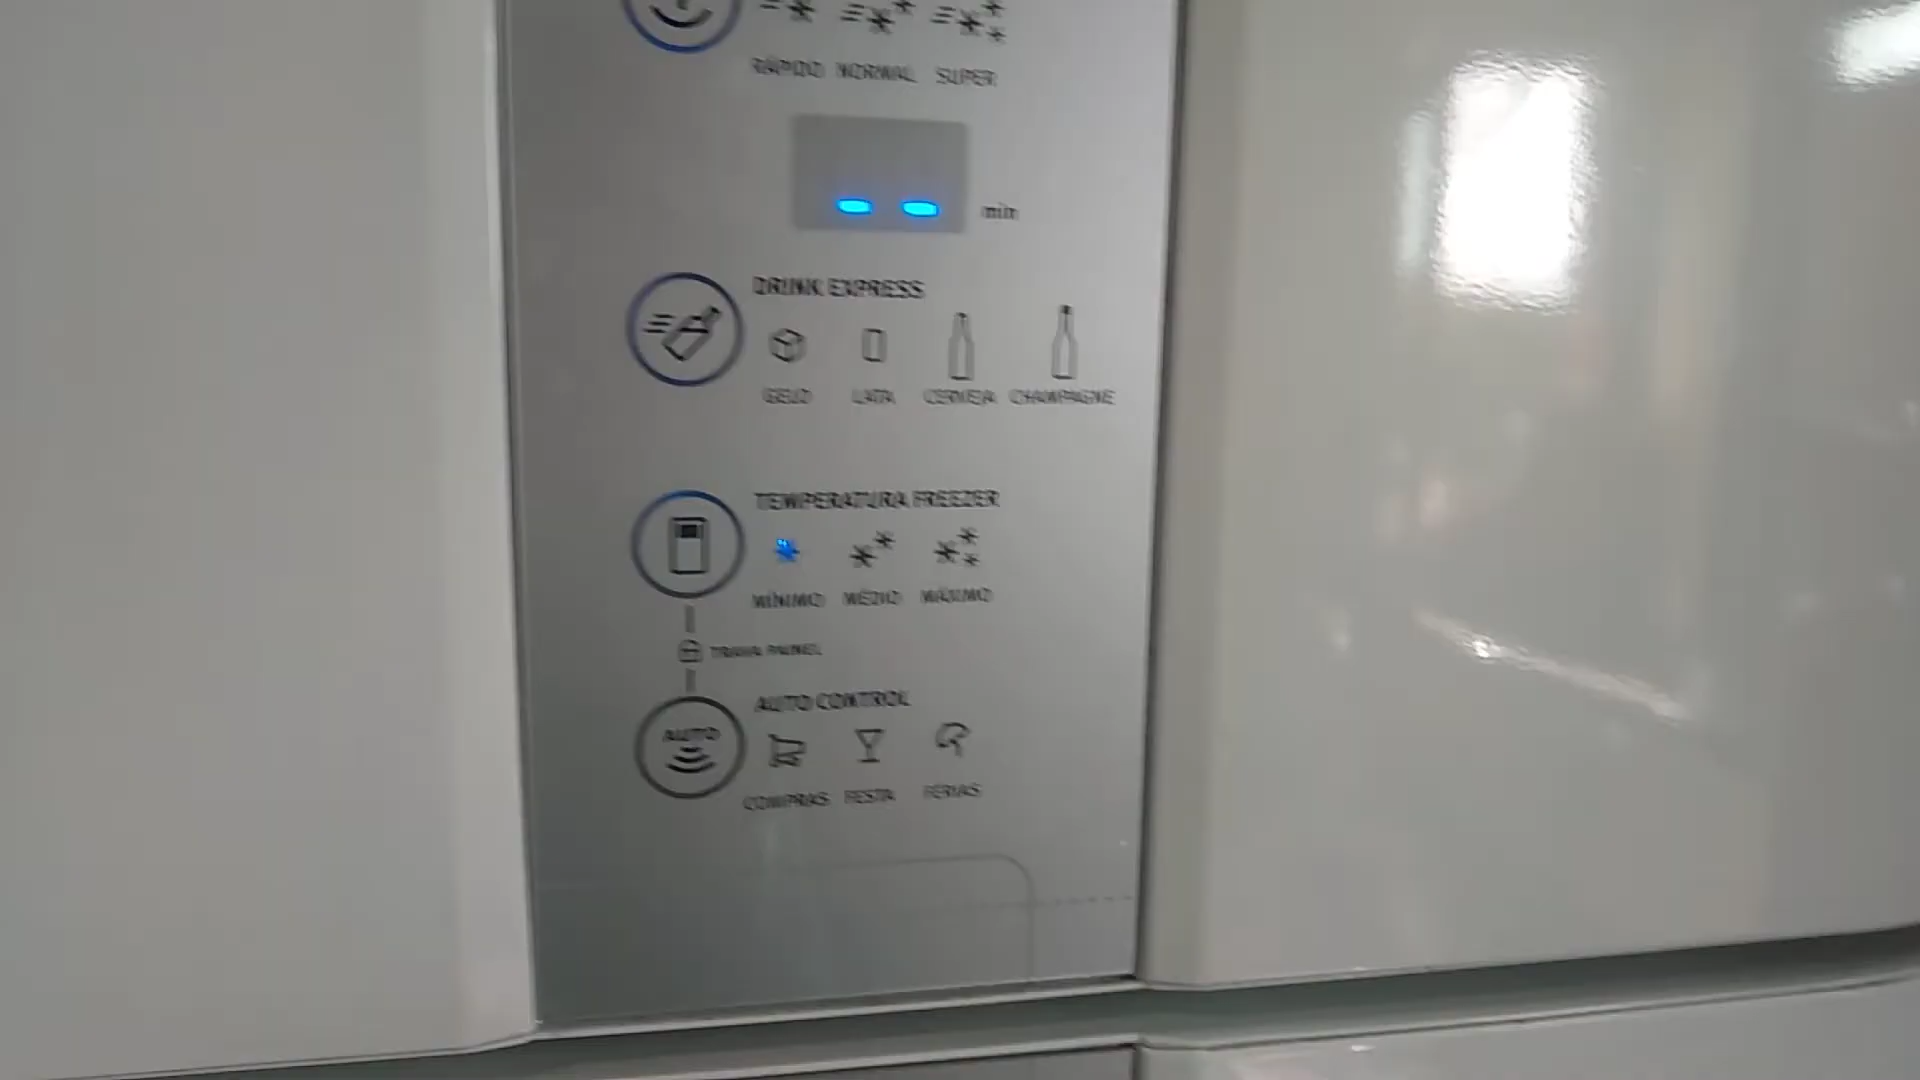 RÁPIDO NORMAL SUPER
-- min
DRINK EXPRESS
GELO LATA CERVEJA CHAMPAGNE
TEMPERATURA FREEZER
MÍNIMO MÉDIO MÁXIMO
TRAVA PAINEL
AUTO CONTROL
AUTO
COMPRAS FESTA FÉRIAS